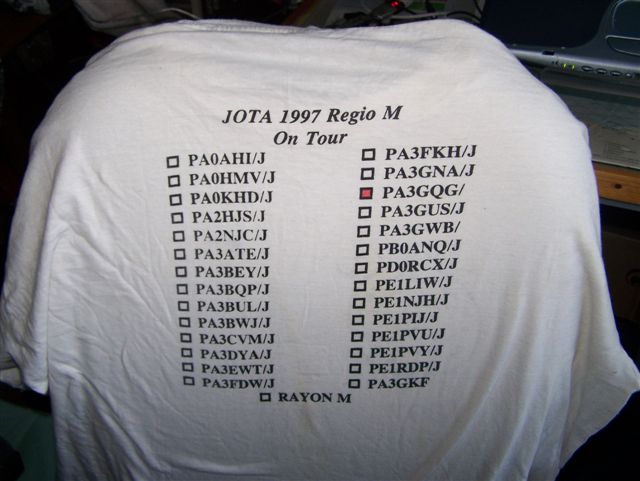 JOTA 1997 Regio M
On Tour
PA0AHI/J
PA0HMV/J
PA0KHD/J
PA2HJS/J
PA2NJC/J
PA3ATE/J
PA3BEY/J
PA3BQP/J
PA3BUL/J
PA3BWJ/J
PA3CVM/J
PA3DYA/J
PA3EWT/J
PA3FDW/J
PA3FKH/J
PA3GNA/J
PA3GQG/
PA3GUS/J
PA3GWB/
PB0ANQ/J
PD0RCX/J
PE1LIW/J
PE1NJH/J
PE1PIJ/J
PE1PVU/J
PE1PVY/J
PE1RDP/J
PA3GKF
RAYON M